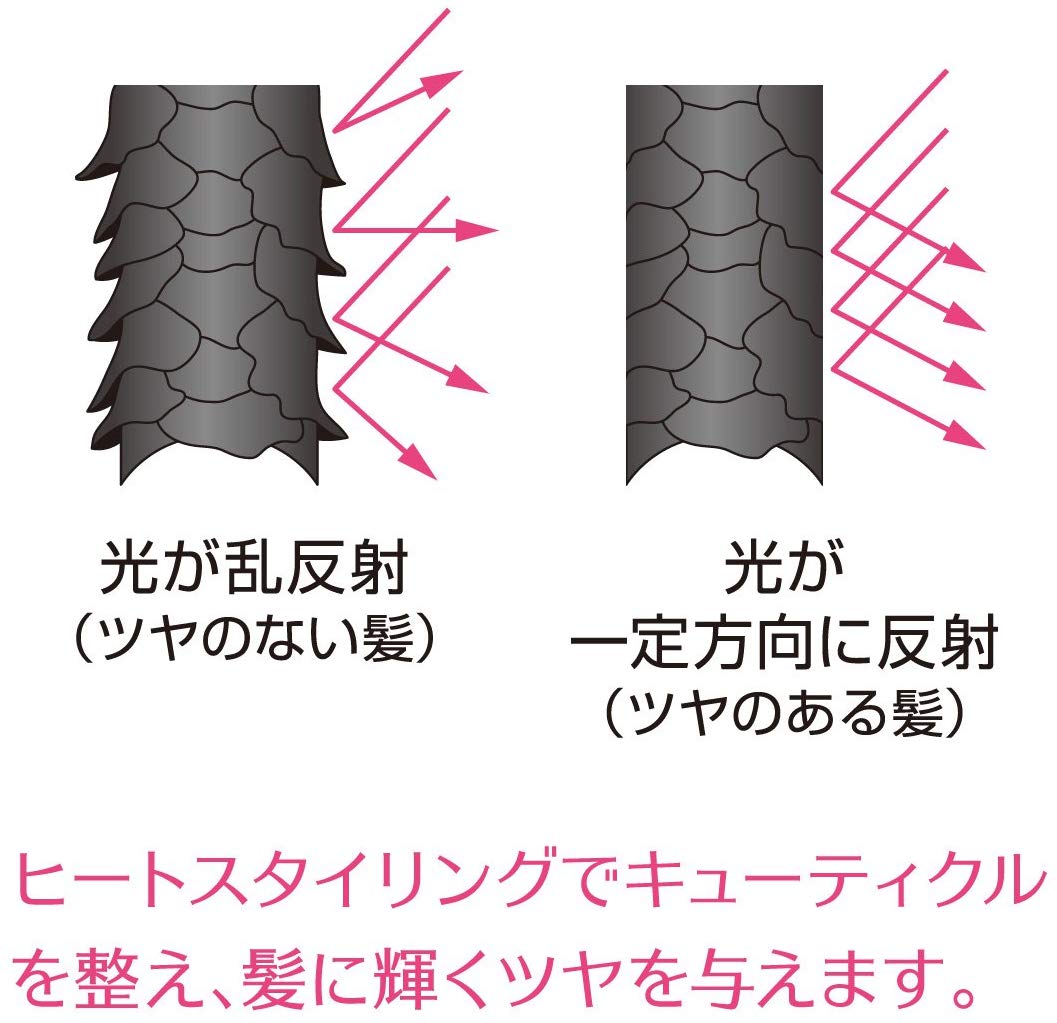 光が乱反射
（ツヤのない髪）
光が
一定方向に反射
（ツヤのある髪）
ヒートスタイリングでキューティクル
を整え、髪に輝くツヤを与えます。